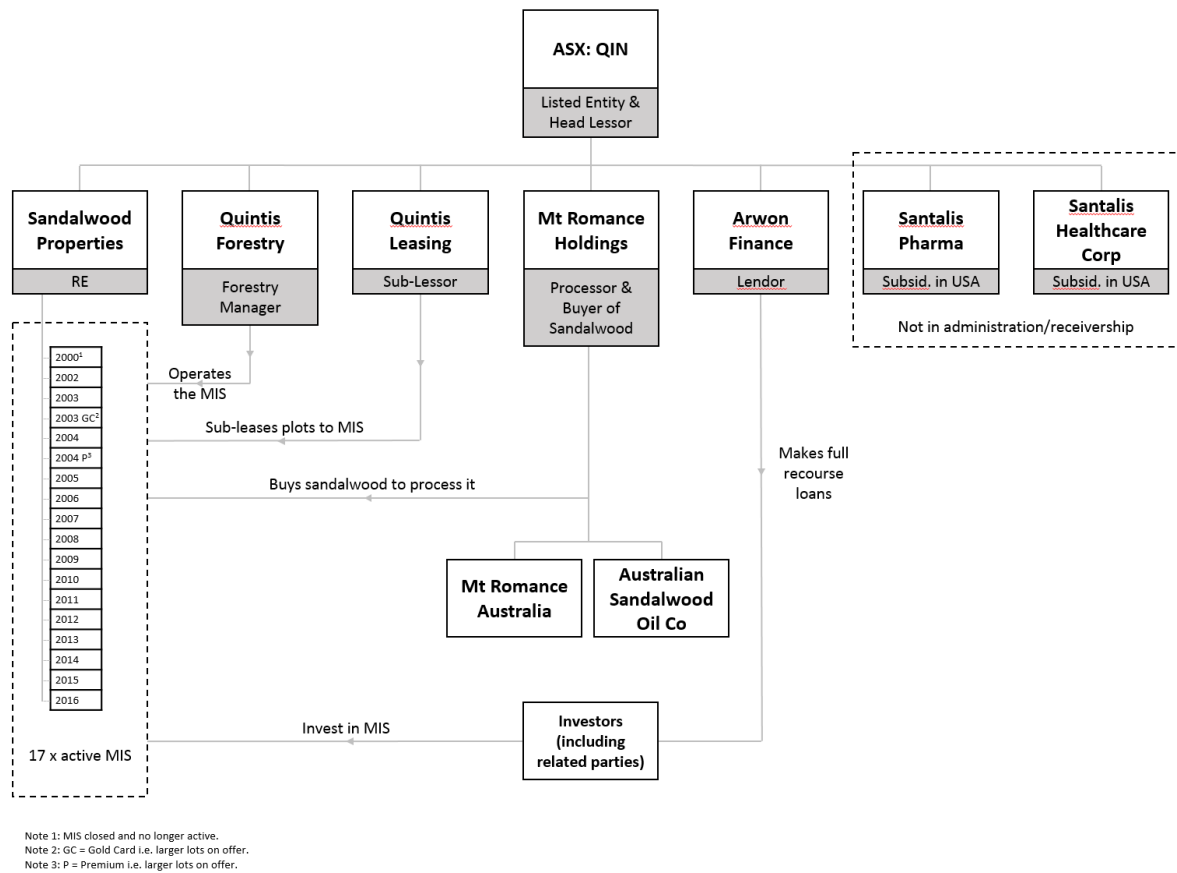 ASX: QIN
Listed Entity &
Head Lessor
Sandalwood
Properties
RE
Quintis
Forestry
Forestry
Manager
Quintis
Leasing
Sub-Lessor
Mt Romance
Holdings
Processor &
Buyer of
Sandalwood
Arwon
Finance
Lendor
Santalis
Pharma
Subsid. in USA
Santalis
Healthcare
Corp
Subsid. in USA
Not in administration/receivership
2000¹
2002
2003
2003 GC²
2004
2004 P³
2005
2006
2007
2008
2009
2010
2011
2012
2013
2014
2015
2016
17 x active MIS
Operates
the MIS
Sub-leases plots to MIS
Buys sandalwood to process it
Makes full
recourse
loans
Mt Romance
Australia
Australian
Sandalwood
Oil Co
Invest in MIS
Investors
(including
related parties)
Note 1: MIS closed and no longer active.
Note 2: GC = Gold Card i.e. larger lots on offer.
Note 3: P = Premium i.e. larger lots on offer.